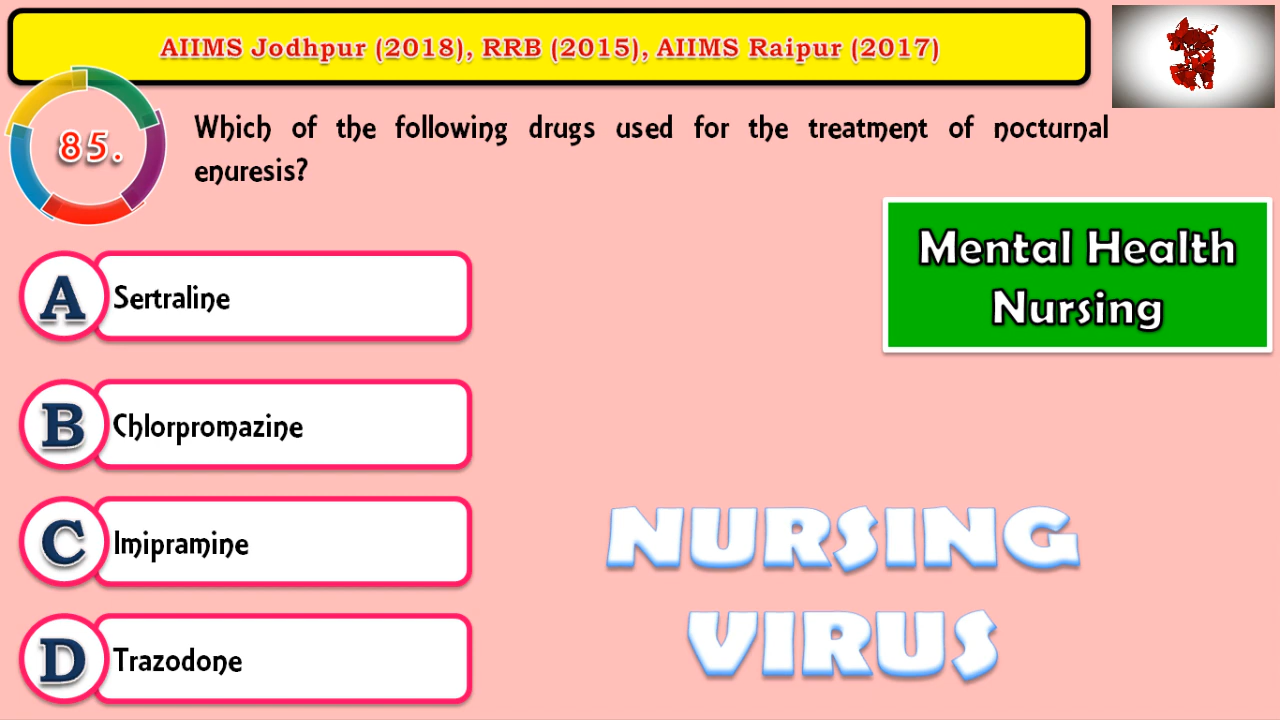 AIIMS Jodhpur (2018), RRB (2015), AIIMS Raipur (2017)
85.
Which of the following drugs used for the treatment of nocturnal
enuresis?
Mental Health
Nursing
A Sertraline
B Chlorpromazine
C Imipramine
D Trazodone
NURSING
VIRUS